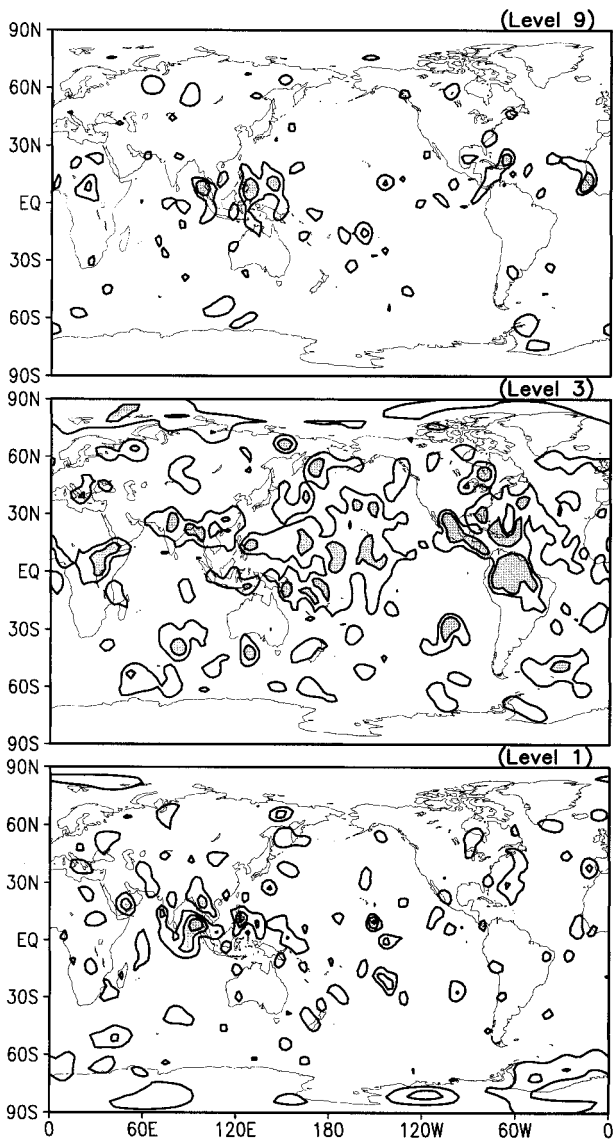 (Level 9)
90N
60N
30N
EQ
30S
60S
90S
(Level 3)
90N
60N
30N
EQ
30S
60S
90S
(Level 1)
90N
60N
30N
EQ
30S
60S
90S
0 60E 120E 180 120W 60W 0